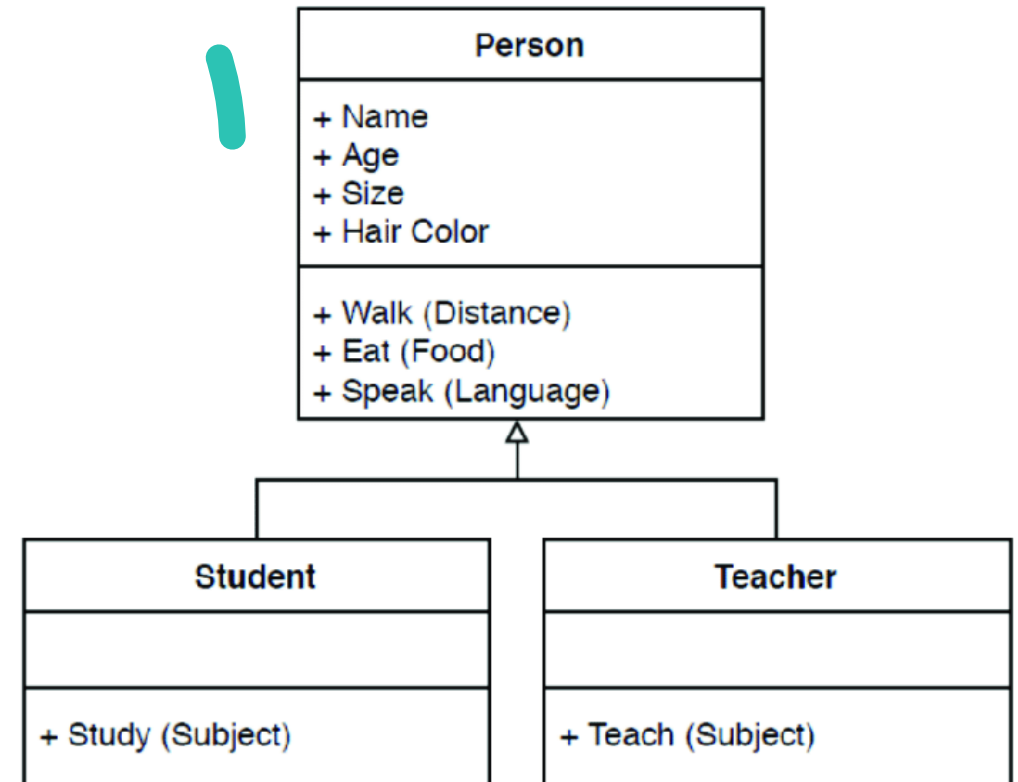 Person
+ Name
+ Age
+ Size
+ Hair Color
+ Walk (Distance)
+ Eat (Food)
+ Speak (Language)
Student
+ Study (Subject)
Teacher
+ Teach (Subject)